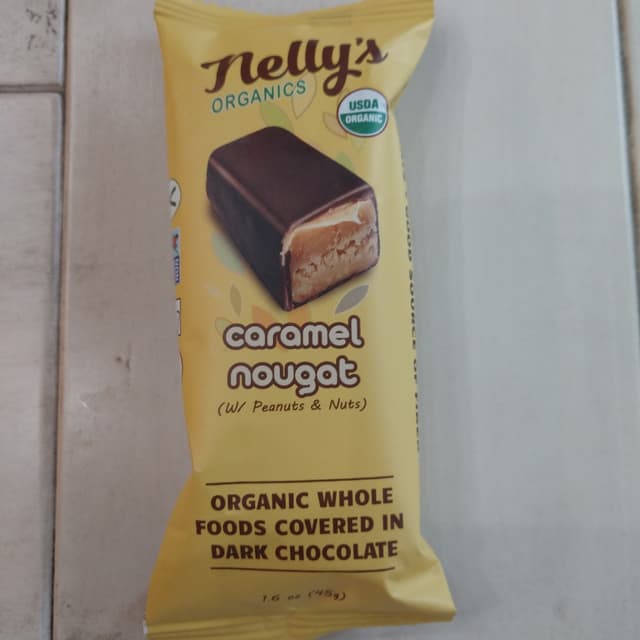 Nelly's
ORGANICS
USDA
ORGANIC
caramel
nougat
(W/ Peanuts & Nuts)
ORGANIC WHOLE
FOODS COVERED IN
DARK CHOCOLATE
1.6 oz (45g)